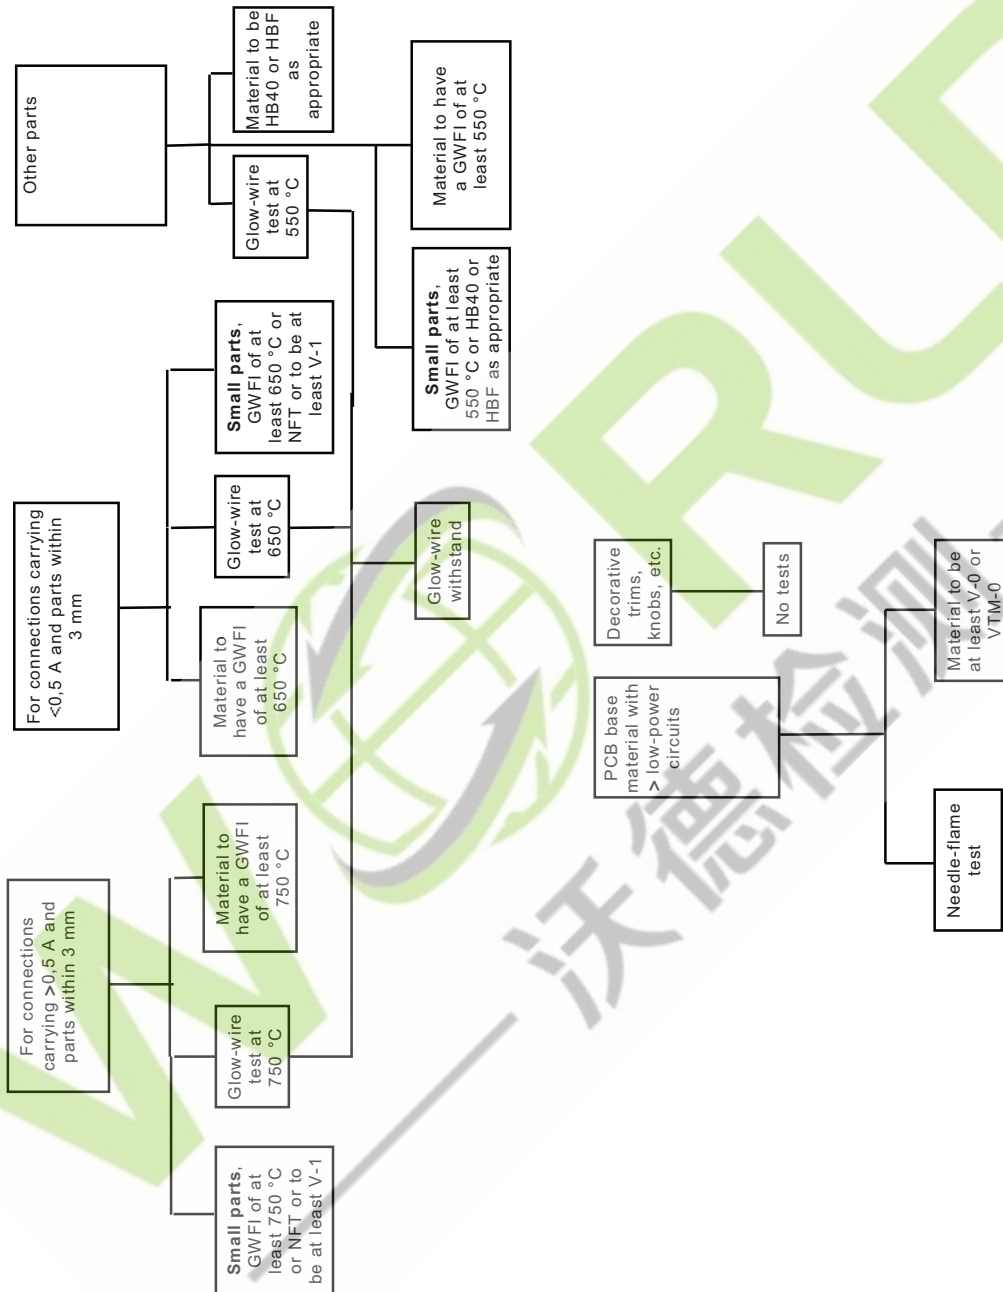 For connections
carrying >0,5 A and
parts within 3 mm
For connections carrying
<0,5 A and parts within
3 mm
Other parts
Small parts,
GWFI of at
least 750 °C
or NFT or to
be at least V-1
Glow-wire
test at
750 °C
Material to
have a GWFI
of at least
750 °C
Material to
have a GWFI
of at least
650 °C
Glow-wire
test at
650 °C
Small parts,
GWFI of at
least 650 °C or
NFT or to be at
least V-1
Glow-wire
test at
550 °C
Material to be
HB40 or HBF
as
appropriate
Glow-wire
withstand
Small parts,
GWFI of at least
550 °C or HB40 or
HBF as appropriate
Material to have
a GWFI of at
least 550 °C
PCB base
material with
> low-power
circuits
Decorative
trims,
knobs, etc.
No tests
Needle-flame
test
Material to be
at least V-0 or
VTM-0
W RU
沃德检测